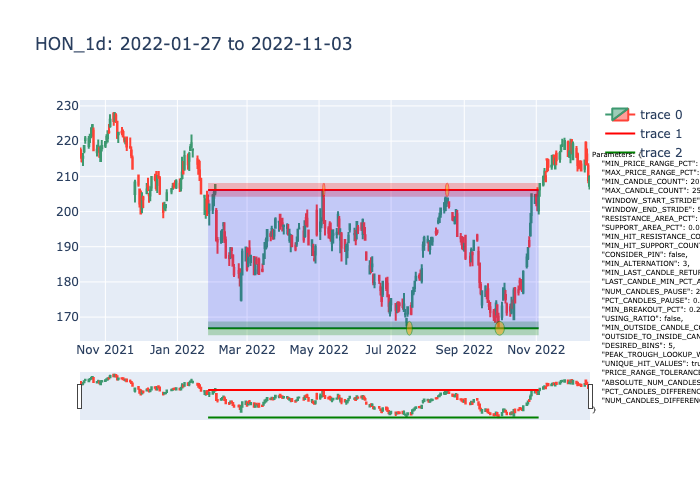 HON_1d: 2022-01-27 to 2022-11-03
230
220
210
200
190
180
170
Nov 2021
Jan 2022
Mar 2022
May 2022
Jul 2022
Sep 2022
Nov 2022
trace 0
trace 1
trace 2
Parameters: {
"MIN_PRICE_RANGE_PCT":
"MAX_PRICE_RANGE_PCT":
"MIN_CANDLE_COUNT": 20
"MAX_CANDLE_COUNT": 25
"WINDOW_START_STRIDE"
"WINDOW_END_STRIDE": 5
"RESISTANCE_AREA_PCT":
"SUPPORT_AREA_PCT": 0.0
"MIN_HIT_RESISTANCE_CO
"MIN_HIT_SUPPORT_COUNT
"CONSIDER_PIN": false,
"MIN_ALTERNATION": 3,
"MIN_LAST_CANDLE_RETUR
"LAST_CANDLE_MIN_PCT_A
"NUM_CANDLES_PAUSE": 2
"PCT_CANDLES_PAUSE": 0.
"MIN_BREAKOUT_PCT": 0.2
"USING_RATIO": false,
"MIN_OUTSIDE_CANDLE_CO
"OUTSIDE_TO_INSIDE_CAN
"DESIRED_BINS": 5,
"PEAK_TROUGH_LOOKUP_W
"UNIQUE_HIT_VALUES": tru
"PRICE_RANGE_TOLERANC
"ABSOLUTE_NUM_CANDLES
"PCT_CANDLES_DIFFERENC
"NUM_CANDLES_DIFFEREN
}